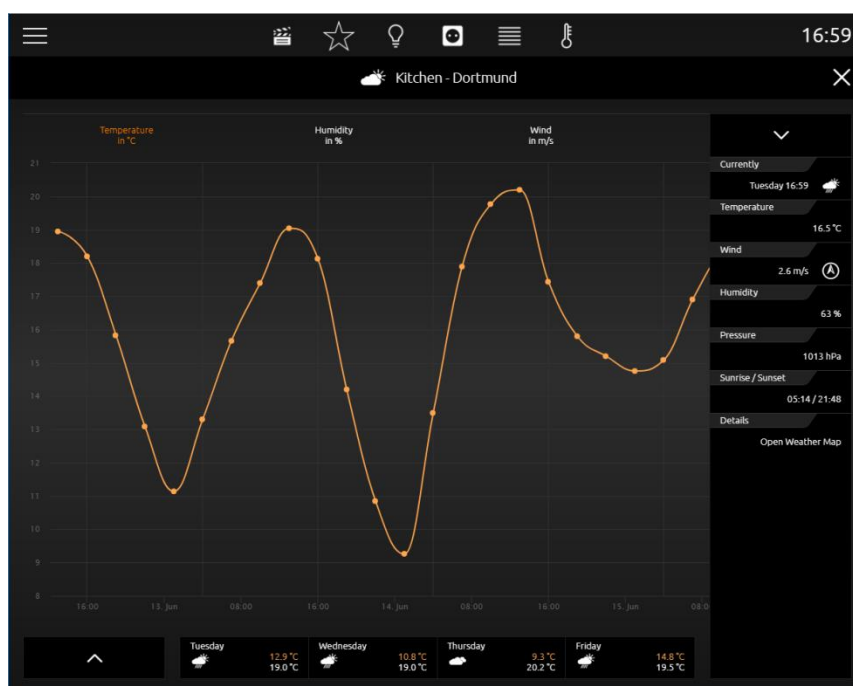 16:59
Kitchen - Dortmund
Temperature
in °C
Humidity
in %
Wind
in m/s
21
20
19
18
17
16
15
14
13
12
11
10
9
8
16:00
13. Jun
08:00
16:00
14. Jun
08:00
16:00
15. Jun
08:0
Currently
Tuesday 16:59
Temperature
16.5 °C
Wind
2.6 m/s
Humidity
63 %
Pressure
1013 hPa
Sunrise / Sunset
05:14 / 21:48
Details
Open Weather Map
Tuesday
12.9 °C
19.0 °C
Wednesday
10.8 °C
19.0 °C
Thursday
9.3 °C
20.2 °C
Friday
14.8 °C
19.5 °C